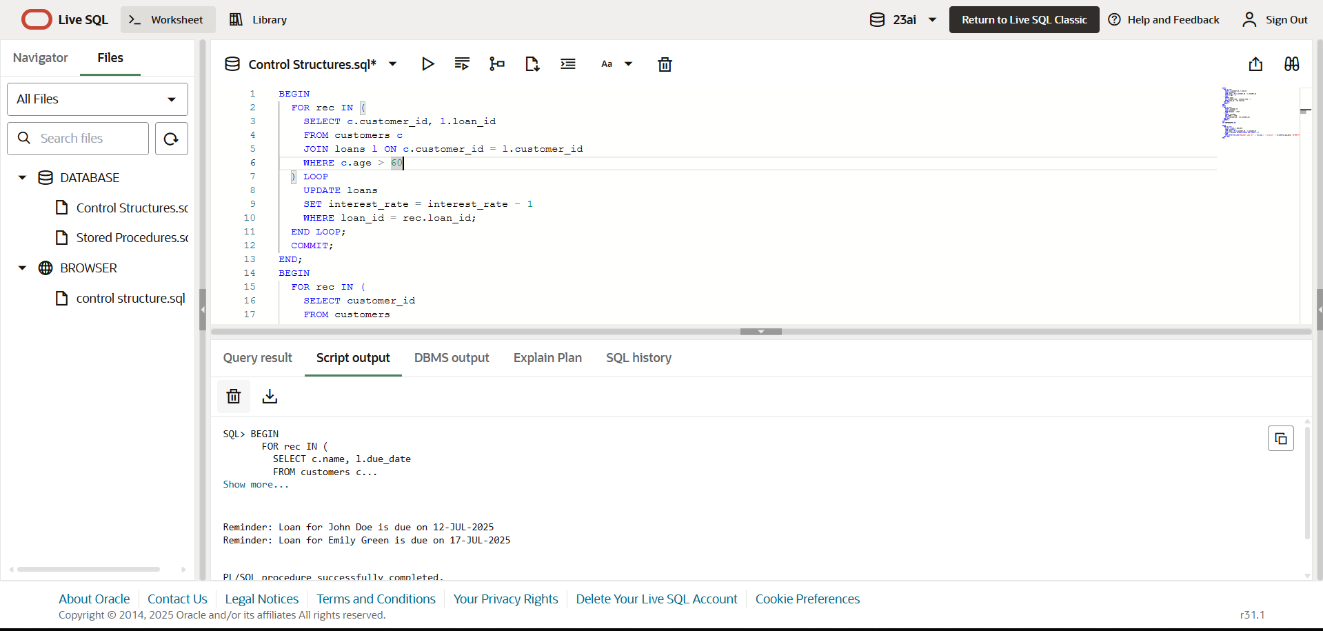 Live SQL
Worksheet
Library
23ai
Return to Live SQL Classic
Help and Feedback
Sign Out
Navigator
Files
All Files
Search files
DATABASE
Control Structures.sc
Stored Procedures.sc
BROWSER
control structure.sql
Control Structures.sql*
Aa
1 BEGIN
2 FOR rec IN (
3 SELECT c.customer_id, l.loan_id
4 FROM customers c
5 JOIN loans l ON c.customer_id = l.customer_id
6 WHERE c.age > 60
7 ) LOOP
8 UPDATE loans
9 SET interest_rate = interest_rate - 1
10 WHERE loan_id = rec.loan_id;
11 END LOOP;
12 COMMIT;
13 END;
14 BEGIN
15 FOR rec IN (
16 SELECT customer_id
17 FROM customers
Query result
Script output
DBMS output
Explain Plan
SQL history
SQL> BEGIN
FOR rec IN (
SELECT c.name, l.due_date
FROM customers c...
Show more...
Reminder: Loan for John Doe is due on 12-JUL-2025
Reminder: Loan for Emily Green is due on 17-JUL-2025
PL/SQL procedure successfully completed.
About Oracle
Contact Us
Legal Notices
Terms and Conditions
Your Privacy Rights
Delete Your Live SQL Account
Cookie Preferences
Copyright © 2014, 2025 Oracle and/or its affiliates All rights reserved.
r31.1